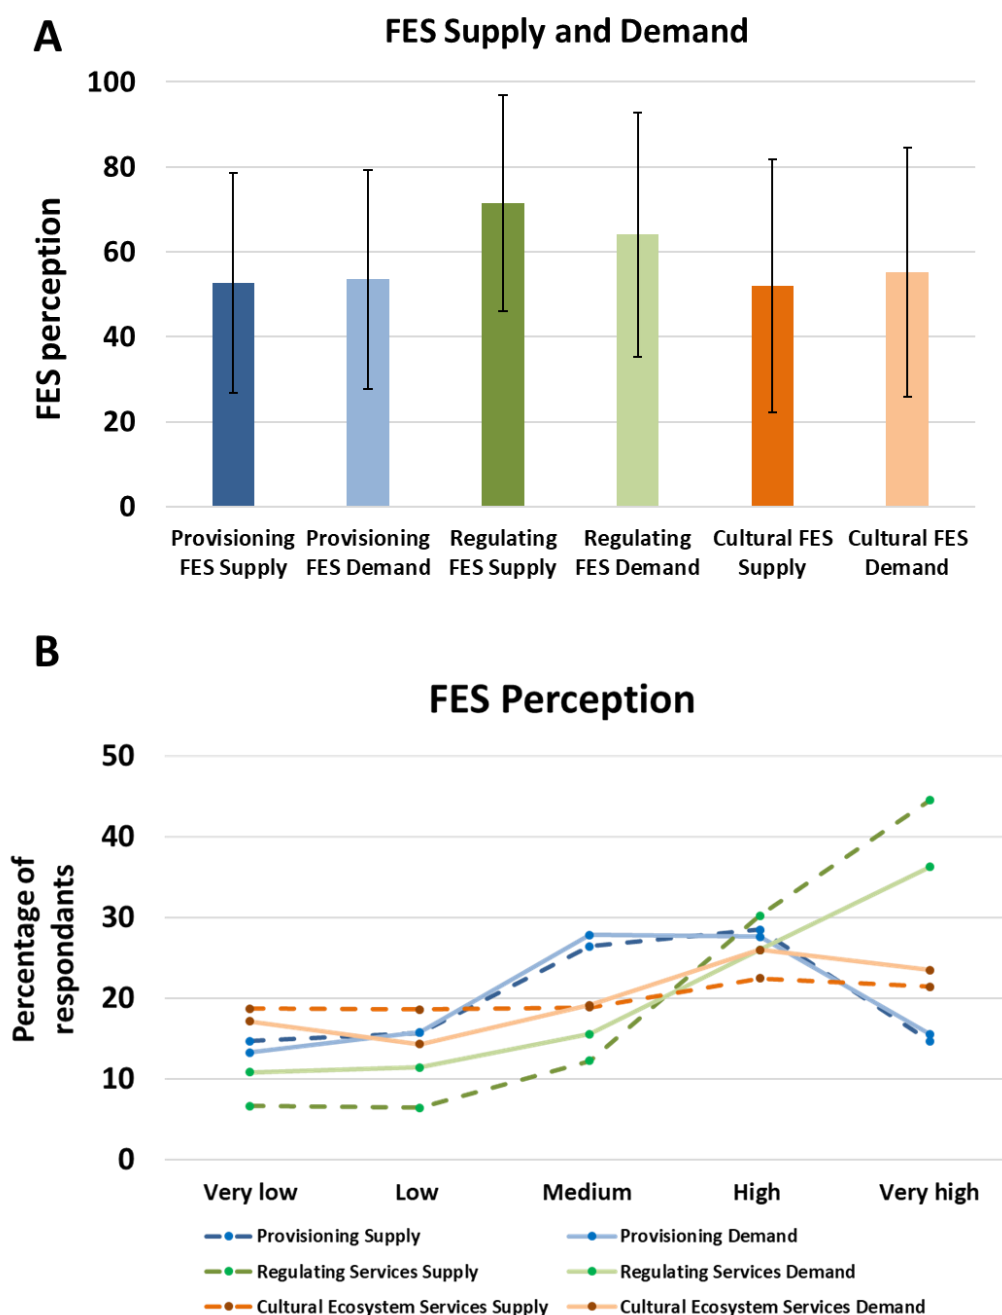 A
FES Supply and Demand
FES perception
100
80
60
40
20
0
Provisioning FES Supply
Provisioning FES Demand
Regulating FES Supply
Regulating FES Demand
Cultural FES Supply
Cultural FES Demand
B
FES Perception
Percentage of
respondants
50
40
30
20
10
0
Very low
Low
Medium
High
Very high
Provisioning Supply
Provisioning Demand
Regulating Services Supply
Regulating Services Demand
Cultural Ecosystem Services Supply
Cultural Ecosystem Services Demand